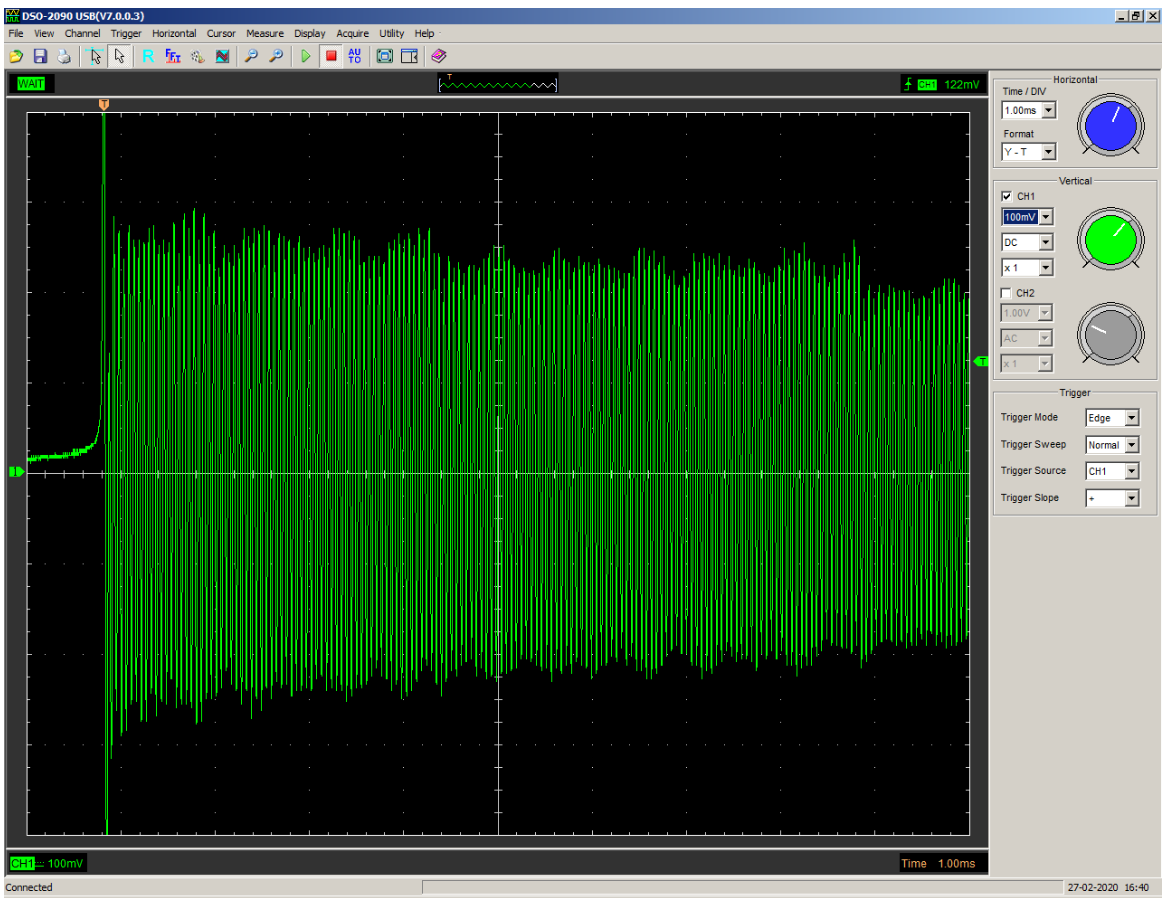 DSO-2090 USB(V7.0.0.3)
File View Channel Trigger Horizontal Cursor Measure Display Acquire Utility Help
R FFT AUTO
WAIT T CH1 122mV
T
T
1
CH1 100mV Time 1.00ms
Connected 27-02-2020 16:40
Horizontal
Time / DIV
1.00ms
Format
Y - T
Vertical
CH1
100mV
DC
x 1
CH2
1.00V
AC
x 1
Trigger
Trigger Mode Edge
Trigger Sweep Normal
Trigger Source CH1
Trigger Slope +